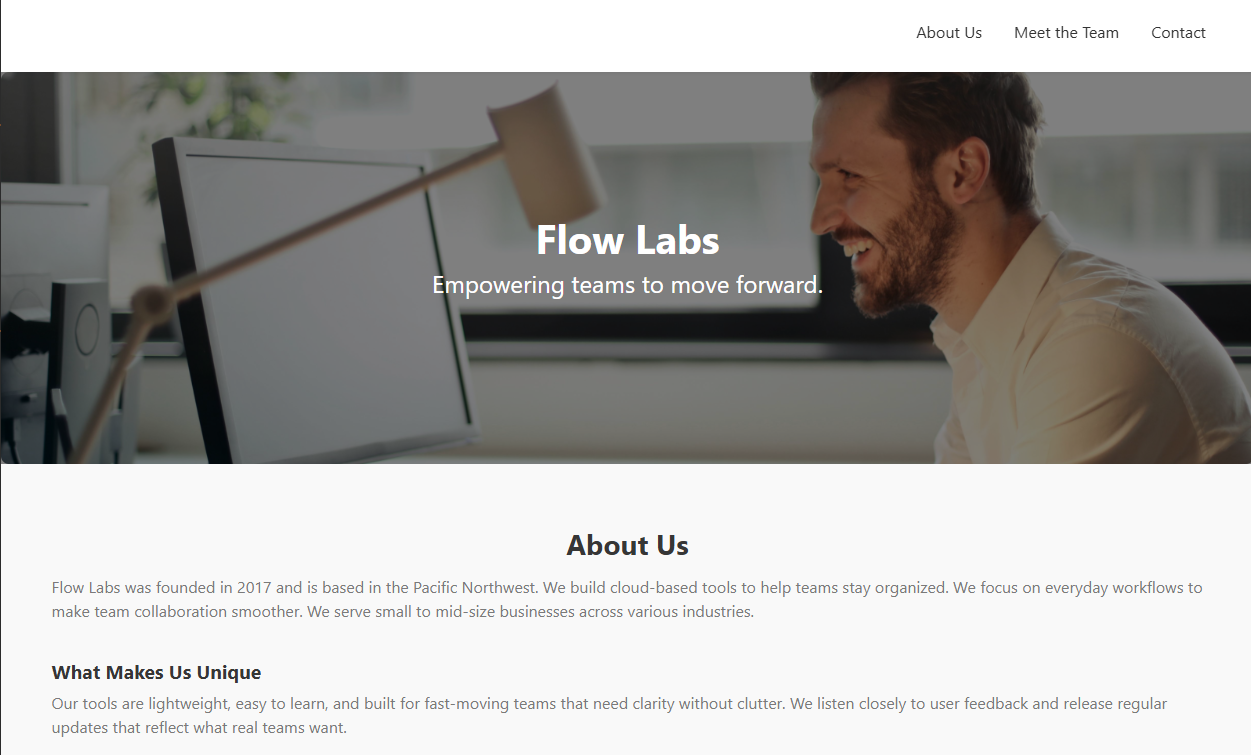 About Us Meet the Team Contact
Flow Labs
Empowering teams to move forward.
About Us
Flow Labs was founded in 2017 and is based in the Pacific Northwest. We build cloud-based tools to help teams stay organized. We focus on everyday workflows to
make team collaboration smoother. We serve small to mid-size businesses across various industries.
What Makes Us Unique
Our tools are lightweight, easy to learn, and built for fast-moving teams that need clarity without clutter. We listen closely to user feedback and release regular
updates that reflect what real teams want.